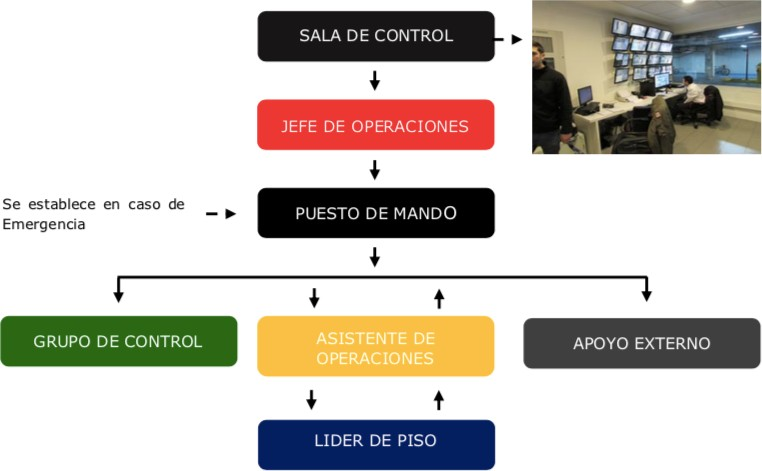 SALA DE CONTROL
JEFE DE OPERACIONES
Se establece en caso de
Emergencia
PUESTO DE MANDO
GRUPO DE CONTROL
ASISTENTE DE
OPERACIONES
APOYO EXTERNO
LIDER DE PISO